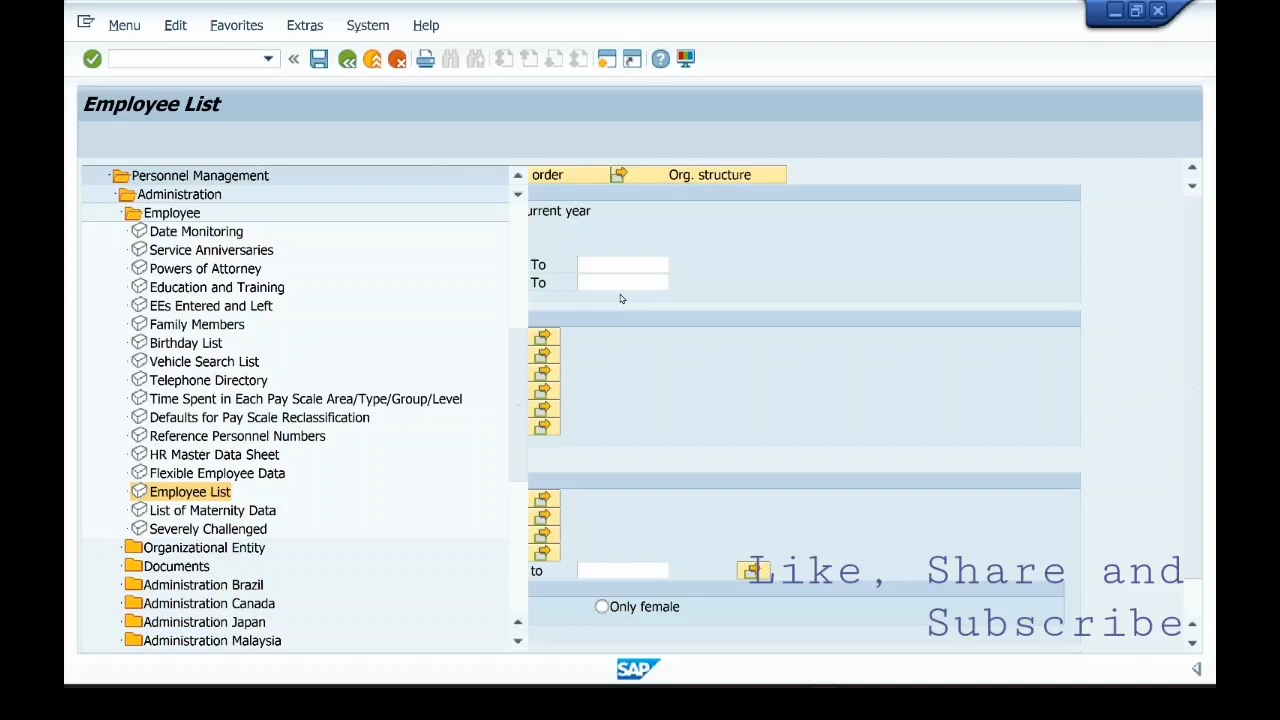 Menu Edit Favorites Extras System Help
Employee List
Personnel Management
order Org. structure
Administration
Employee
urrent year
Date Monitoring
Service Anniversaries
To
Powers of Attorney
To
Education and Training
EEs Entered and Left
Family Members
Birthday List
Vehicle Search List
Telephone Directory
Time Spent in Each Pay Scale Area/Type/Group/Level
Defaults for Pay Scale Reclassification
Reference Personnel Numbers
HR Master Data Sheet
Flexible Employee Data
Employee List
List of Maternity Data
Severely Challenged
Organizational Entity
Documents
to
Administration Brazil
Administration Canada
Only female
Administration Japan
Administration Malaysia
Like, Share and
Subscribe
SAP